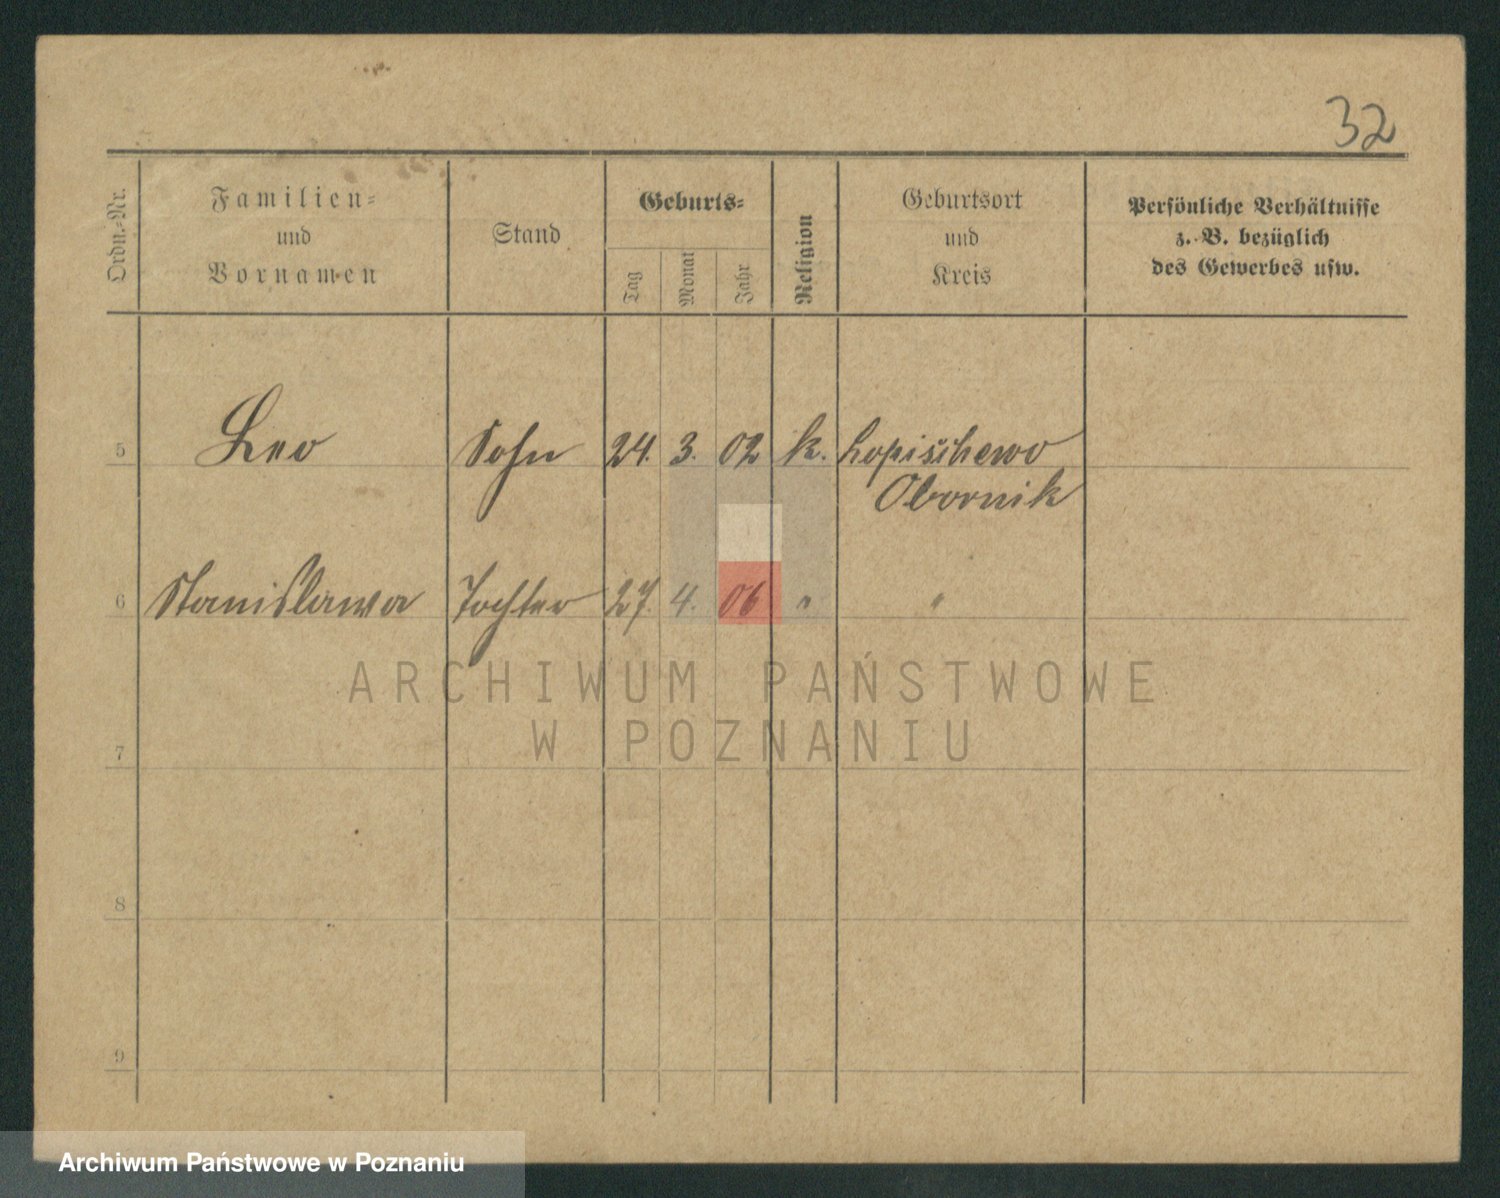 32
Ordn.-Nr.
Familien-
und
Vornamen
Stand
Geburts-
Tag
Monat
Jahr
Religion
Geburtsort
und
Kreis
Persönliche Verhältnisse
z. B. bezüglich
des Gewerbes usw.
5 Leo Sohn 24. 3. 02 k. Lopischewo
Obornik
6 Stanislawa Tochter 27. 4. 06 " "
ARCHIWUM PAŃSTWOWE
W POZNANIU
7
8
9
Archiwum Państwowe w Poznaniu